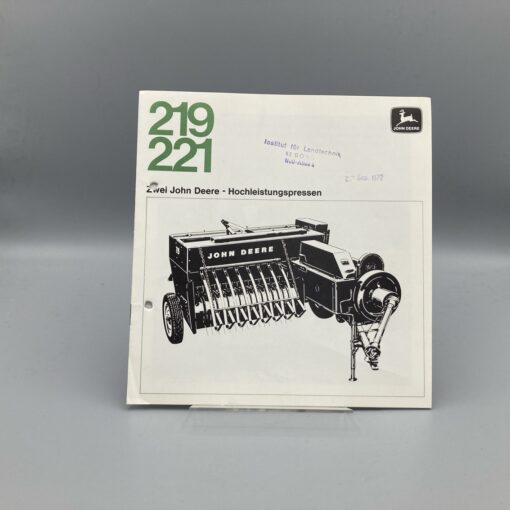 219
221
JOHN DEERE
Institut für Landtechnik
Zwei John Deere - Hochleistungspressen
JOHN DEERE